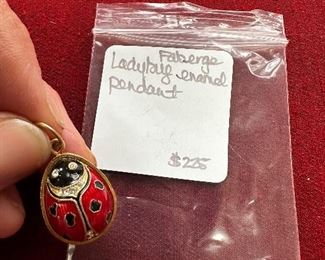 Faberge
Ladybug enamel
pendant
$225